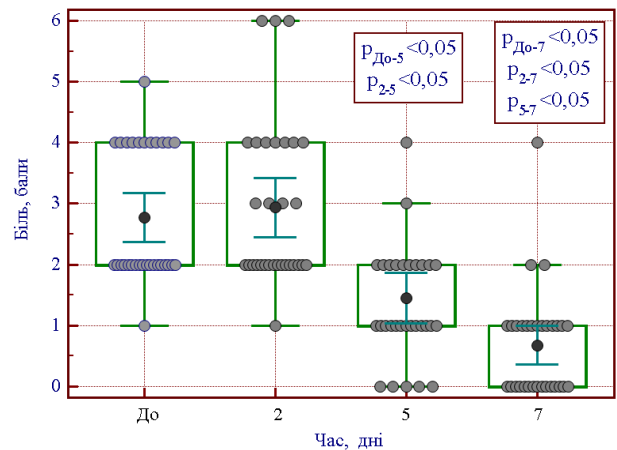 6
5
4
3
2
1
0
Біль, бали
pДо-5 <0,05
p2-5 <0,05
pДо-7 <0,05
p2-7 <0,05
p5-7 <0,05
До 2 5 7
Час, дні